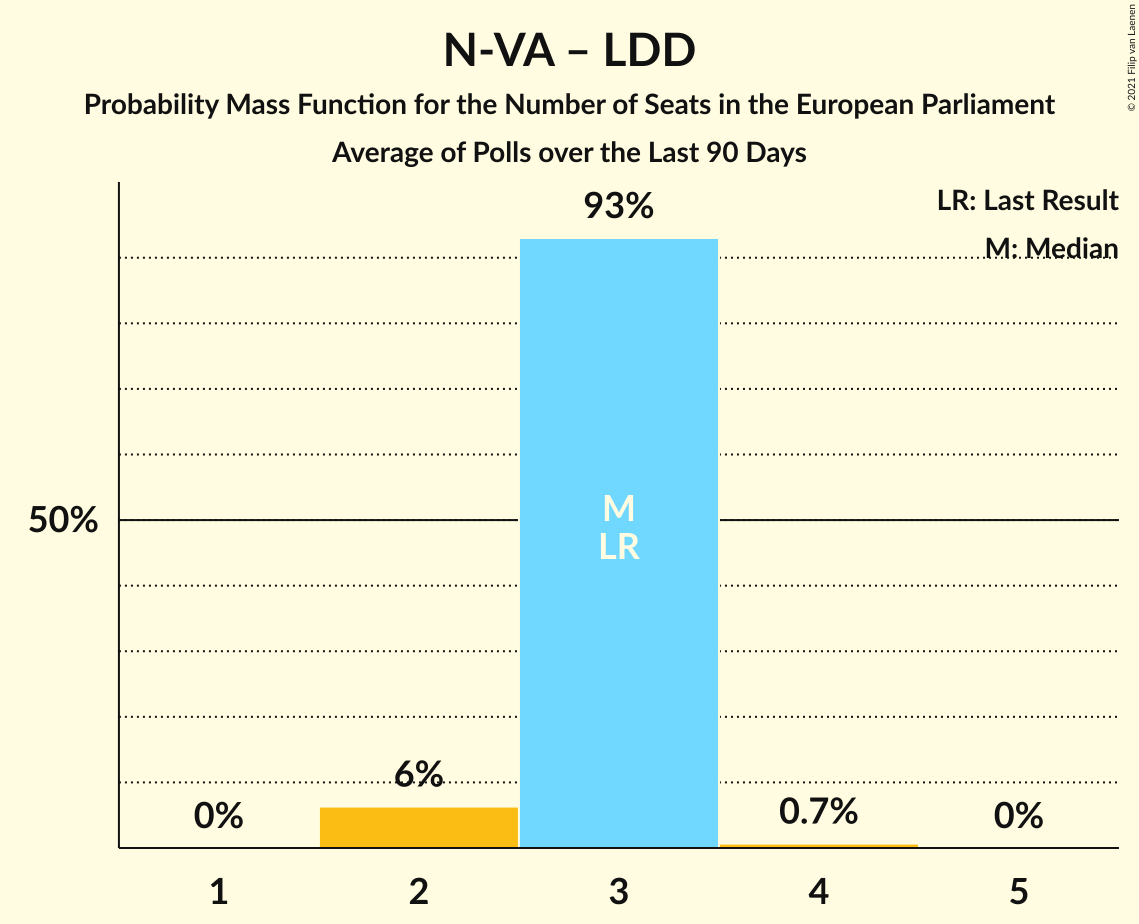 N-VA – LDD
Probability Mass Function for the Number of Seats in the European Parliament
Average of Polls over the Last 90 Days
© 2021 Filip van Laenen
LR: Last Result
M: Median
93%
50%
M
LR
6%
0%
0.7%
0%
1
2
3
4
5